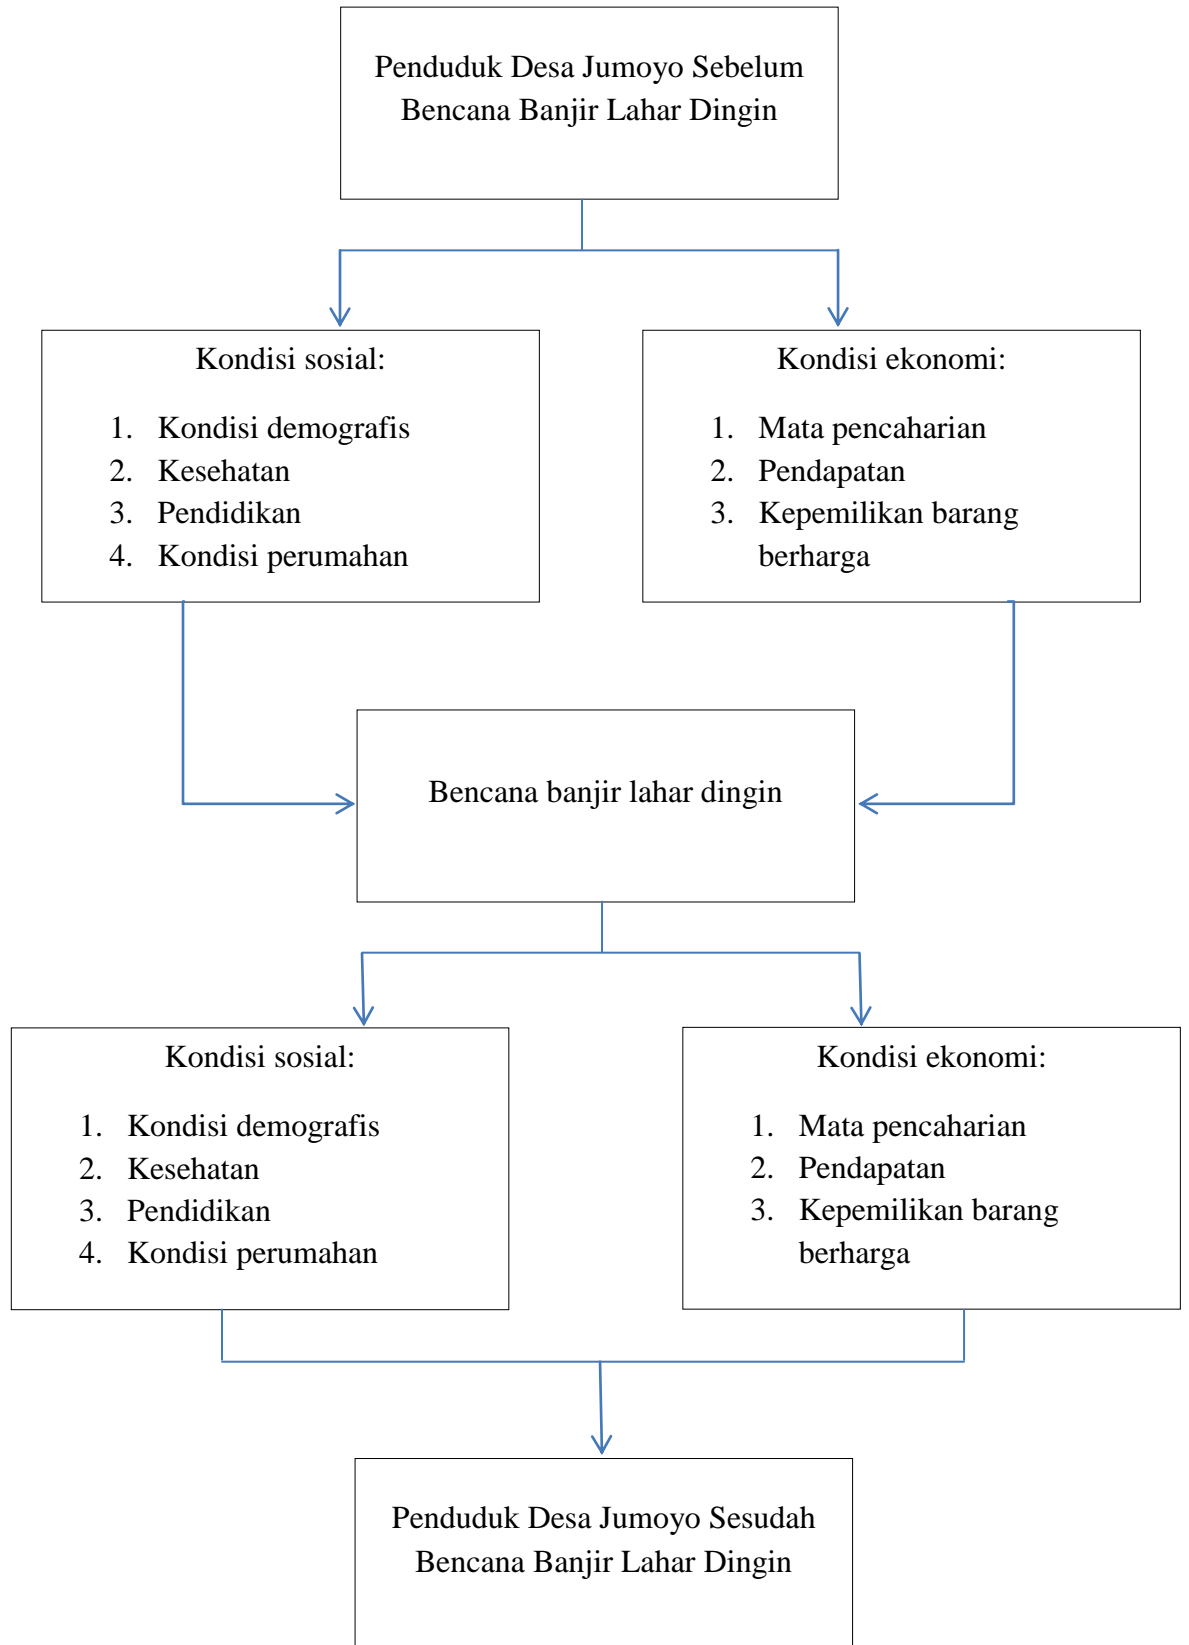 Penduduk Desa Jumoyo Sebelum
Bencana Banjir Lahar Dingin
Kondisi sosial:
1. Kondisi demografis
2. Kesehatan
3. Pendidikan
4. Kondisi perumahan
Kondisi ekonomi:
1. Mata pencaharian
2. Pendapatan
3. Kepemilikan barang
berharga
Bencana banjir lahar dingin
Kondisi sosial:
1. Kondisi demografis
2. Kesehatan
3. Pendidikan
4. Kondisi perumahan
Kondisi ekonomi:
1. Mata pencaharian
2. Pendapatan
3. Kepemilikan barang
berharga
Penduduk Desa Jumoyo Sesudah
Bencana Banjir Lahar Dingin